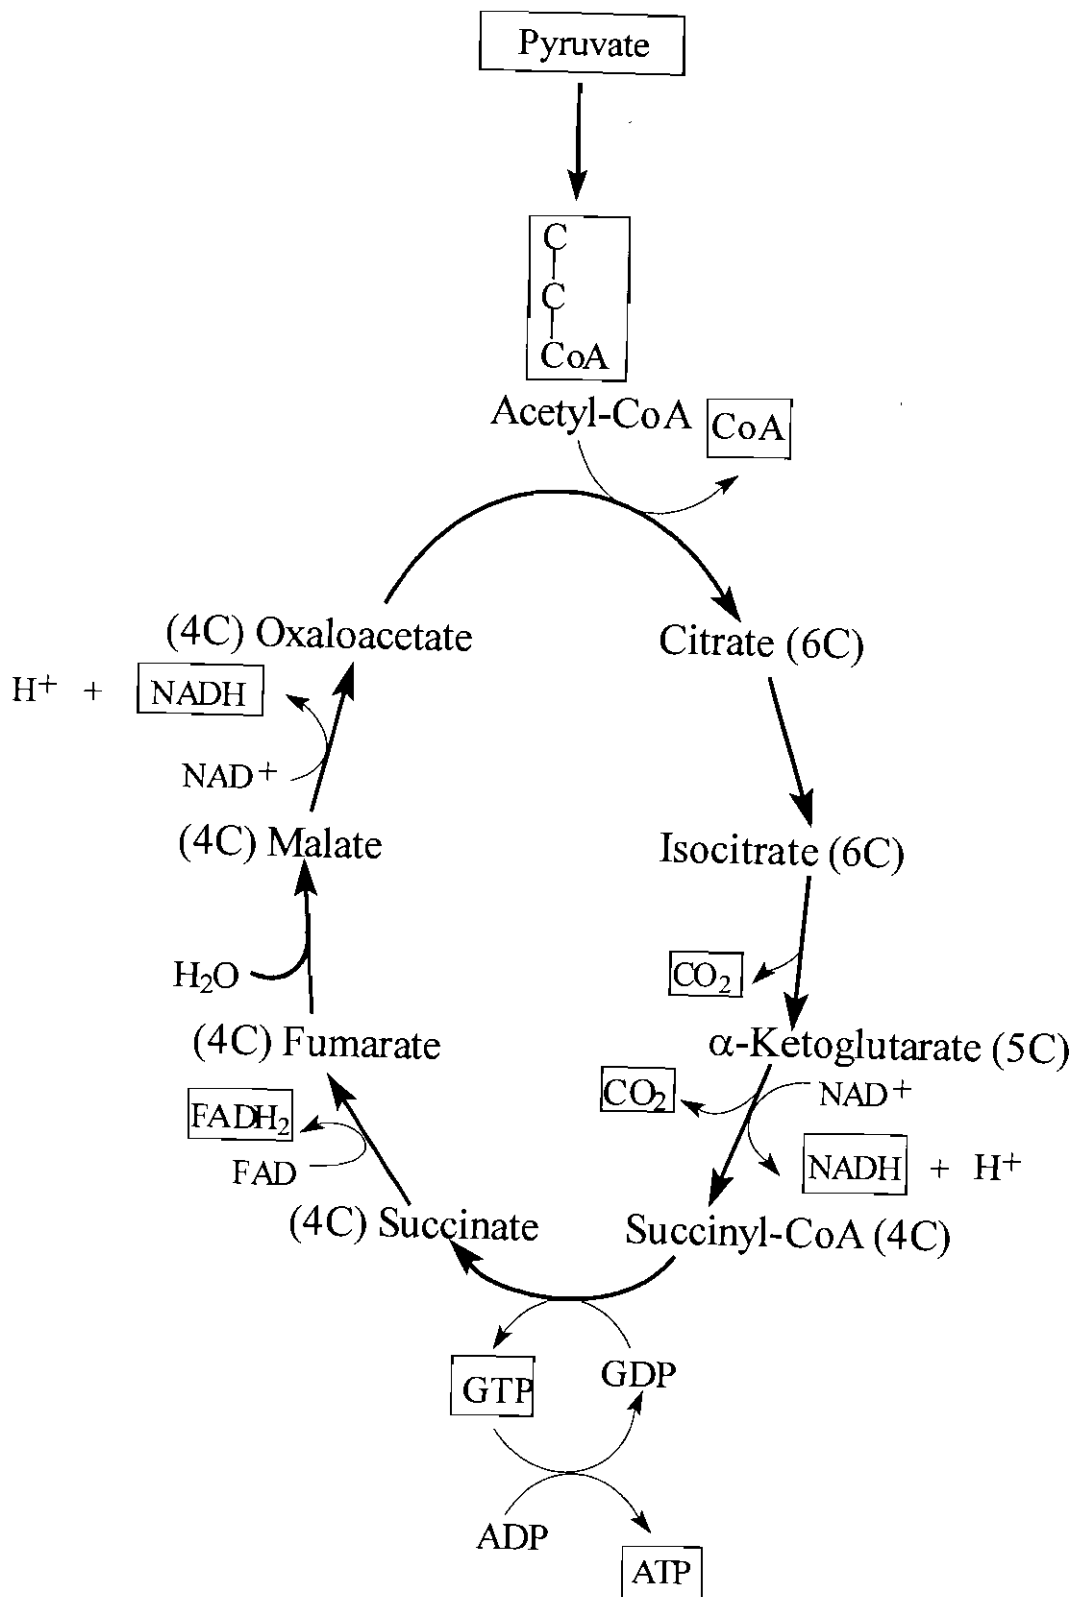 Pyruvate
C
C
CoA
Acetyl-CoA
CoA
(4C) Oxaloacetate
Citrate (6C)
H+ + NADH
NAD+
(4C) Malate
Isocitrate (6C)
H2O
CO2
(4C) Fumarate
α-Ketoglutarate (5C)
FADH2
CO2
NAD+
FAD
NADH + H+
(4C) Succinate
Succinyl-CoA (4C)
GTP
GDP
ADP
ATP